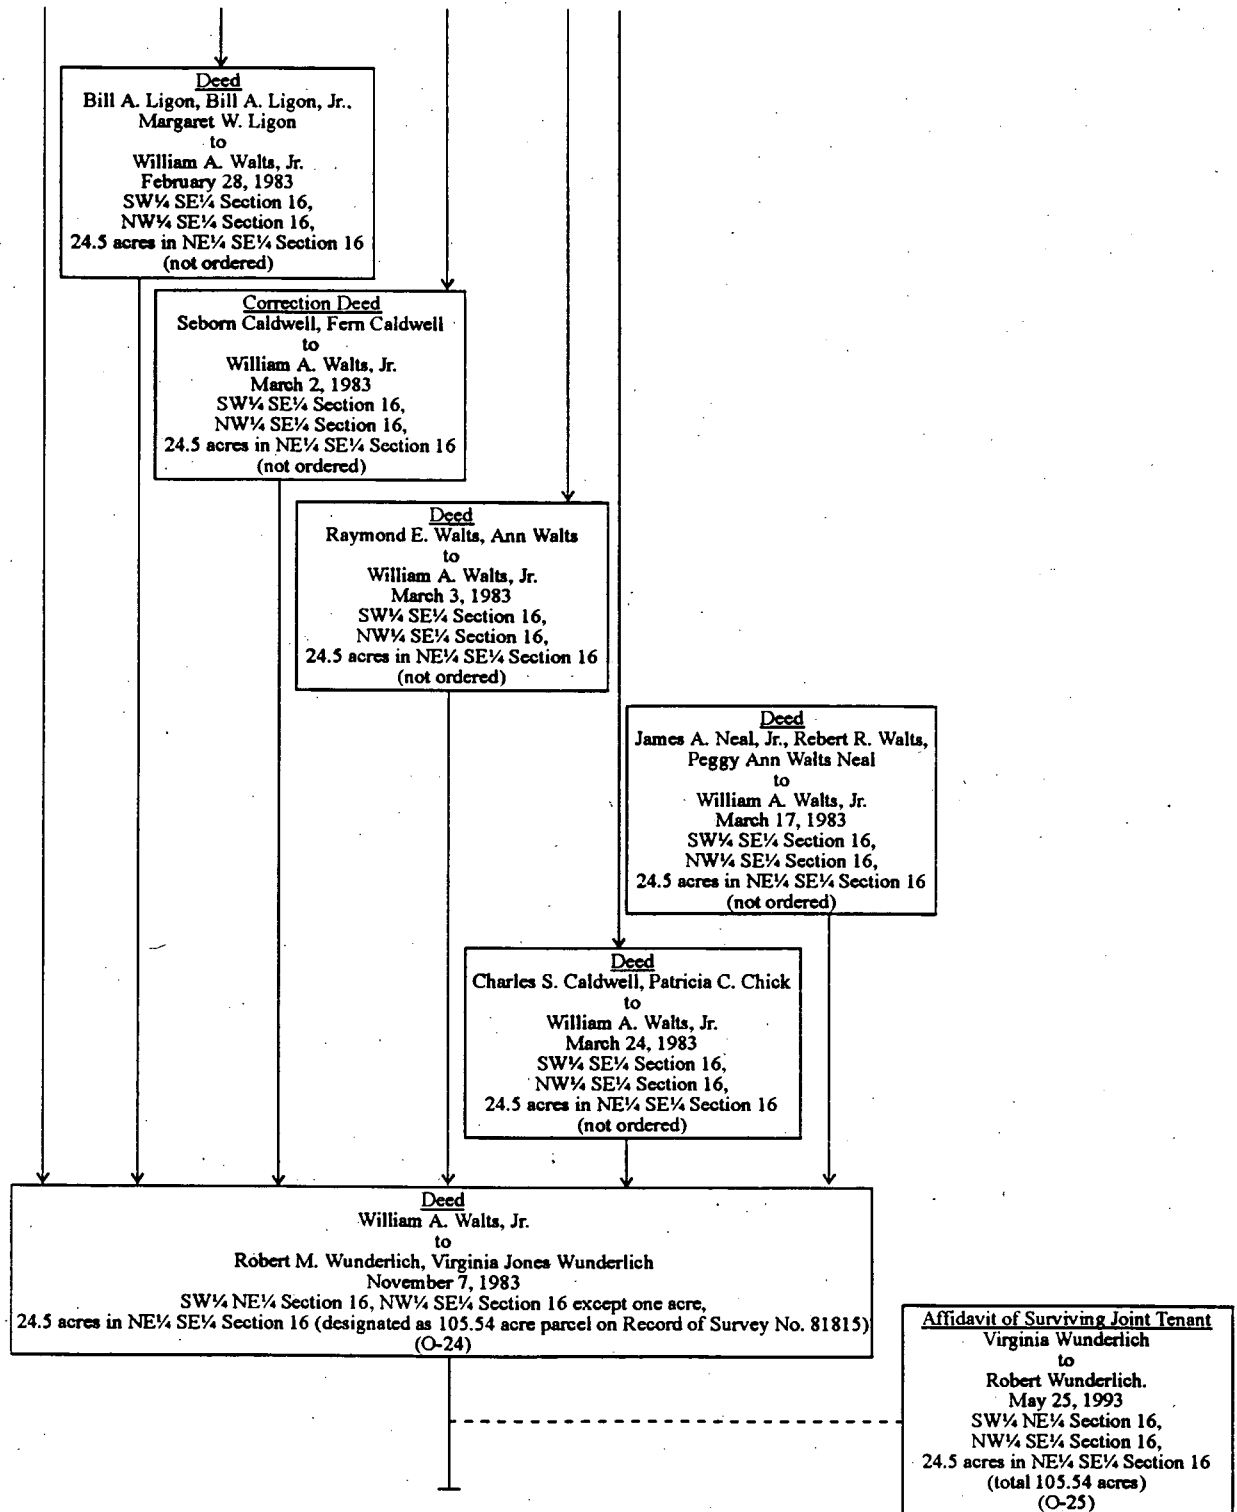 Deed
Bill A. Ligon, Bill A. Ligon, Jr.,
Margaret W. Ligon
to
William A. Walts, Jr.
February 28, 1983
SW¼ SE¼ Section 16,
NW¼ SE¼ Section 16,
24.5 acres in NE¼ SE¼ Section 16
(not ordered)
Correction Deed
Seborn Caldwell, Fern Caldwell
to
William A. Walts, Jr.
March 2, 1983
SW¼ SE¼ Section 16,
NW¼ SE¼ Section 16,
24.5 acres in NE¼ SE¼ Section 16
(not ordered)
Deed
Raymond E. Walts, Ann Walts
to
William A. Walts, Jr.
March 3, 1983
SW¼ SE¼ Section 16,
NW¼ SE¼ Section 16,
24.5 acres in NE¼ SE¼ Section 16
(not ordered)
Deed
James A. Neal, Jr., Rebert R. Walts,
Peggy Ann Walts Neal
to
William A. Walts, Jr.
March 17, 1983
SW¼ SE¼ Section 16,
NW¼ SE¼ Section 16,
24.5 acres in NE¼ SE¼ Section 16
(not ordered)
Deed
Charles S. Caldwell, Patricia C. Chick
to
William A. Walts, Jr.
March 24, 1983
SW¼ SE¼ Section 16,
NW¼ SE¼ Section 16,
24.5 acres in NE¼ SE¼ Section 16
(not ordered)
Deed
William A. Walts, Jr.
to
Robert M. Wunderlich, Virginia Jones Wunderlich
November 7, 1983
SW¼ NE¼ Section 16, NW¼ SE¼ Section 16 except one acre,
24.5 acres in NE¼ SE¼ Section 16 (designated as 105.54 acre parcel on Record of Survey No. 81815)
(O-24)
Affidavit of Surviving Joint Tenant
Virginia Wunderlich
to
Robert Wunderlich.
May 25, 1993
SW¼ NE¼ Section 16,
NW¼ SE¼ Section 16,
24.5 acres in NE¼ SE¼ Section 16
(total 105.54 acres)
(O-25)